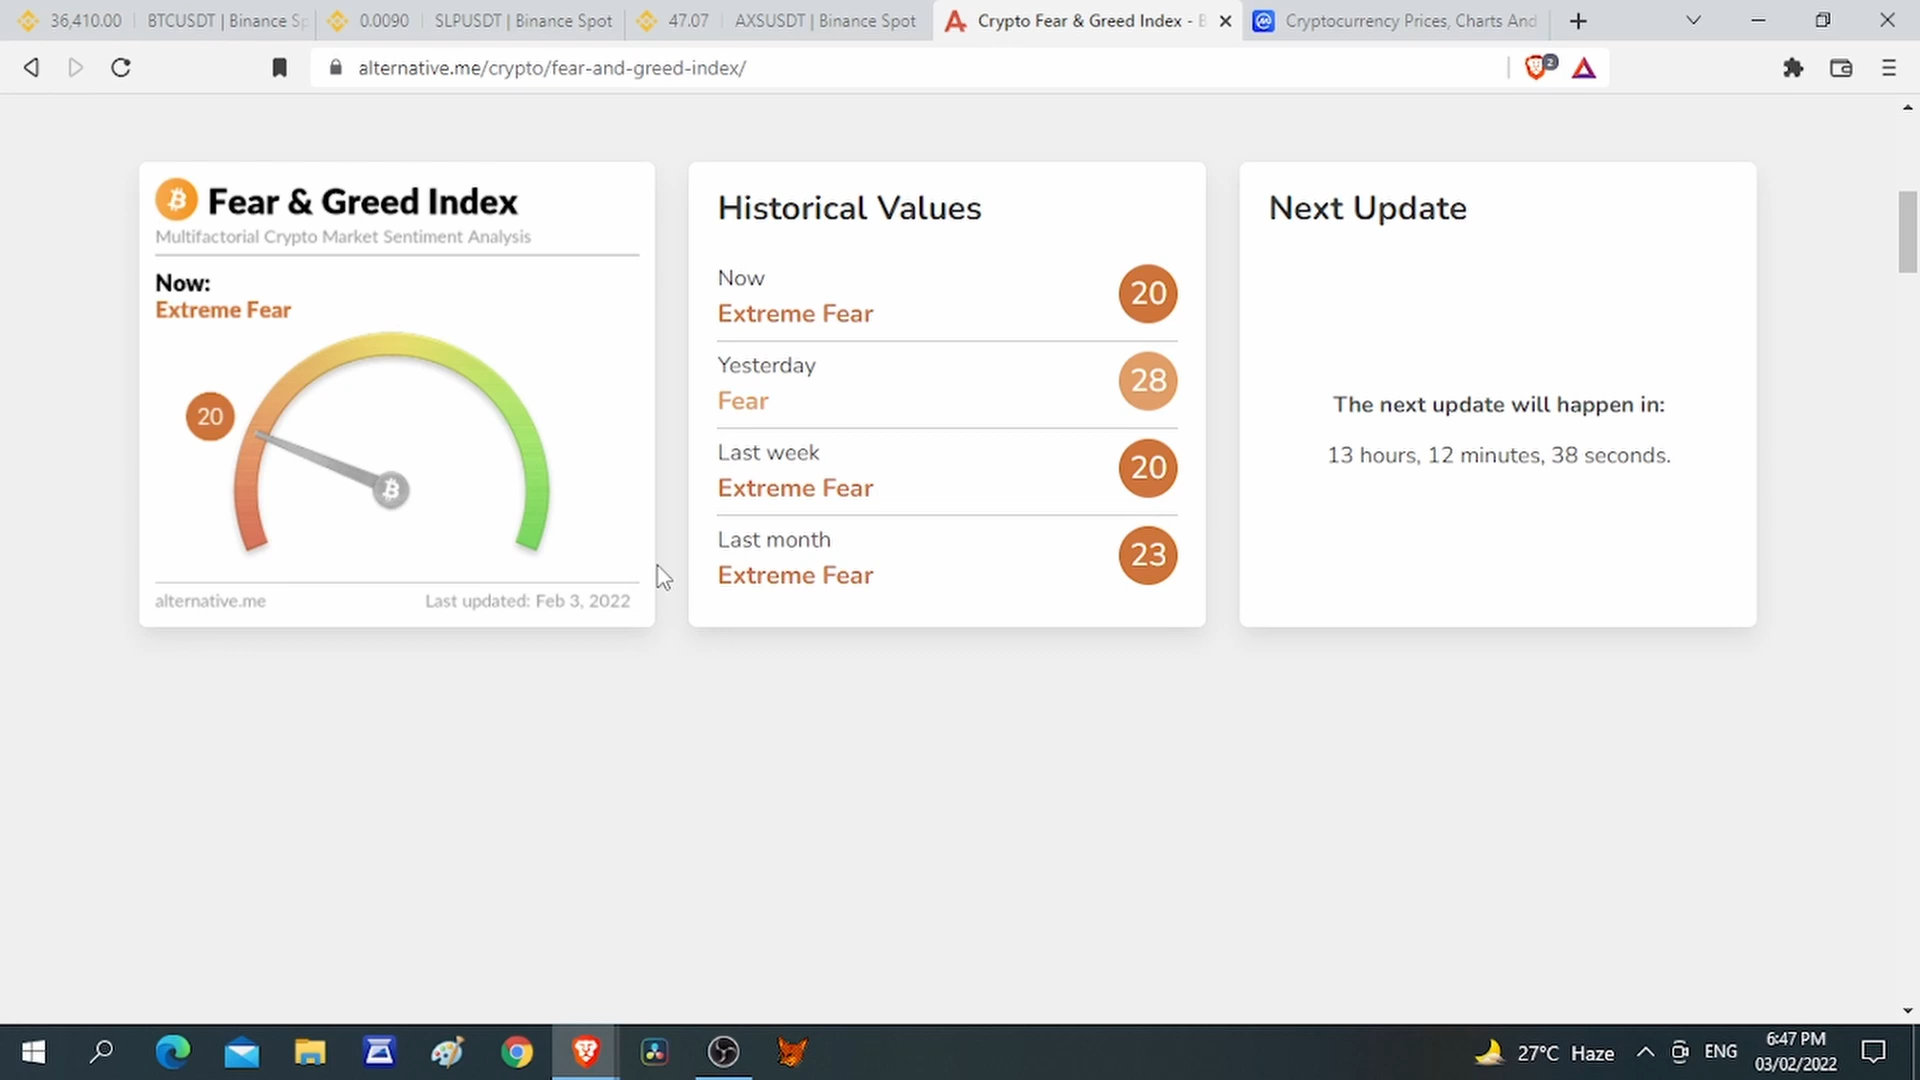 36,410.00 BTCUSDT | Binance Sp
0.0090 SLPUSDT | Binance Spot
47.07 AXSUSDT | Binance Spot
Crypto Fear & Greed Index - B
Cryptocurrency Prices, Charts And
alternative.me/crypto/fear-and-greed-index/
2
Fear & Greed Index
Multifactorial Crypto Market Sentiment Analysis
Now:
Extreme Fear
20
alternative.me
Last updated: Feb 3, 2022
Historical Values
Now
Extreme Fear
20
Yesterday
Fear
28
Last week
Extreme Fear
20
Last month
Extreme Fear
23
Next Update
The next update will happen in:
13 hours, 12 minutes, 38 seconds.
27°C Haze
ENG
6:47 PM
03/02/2022